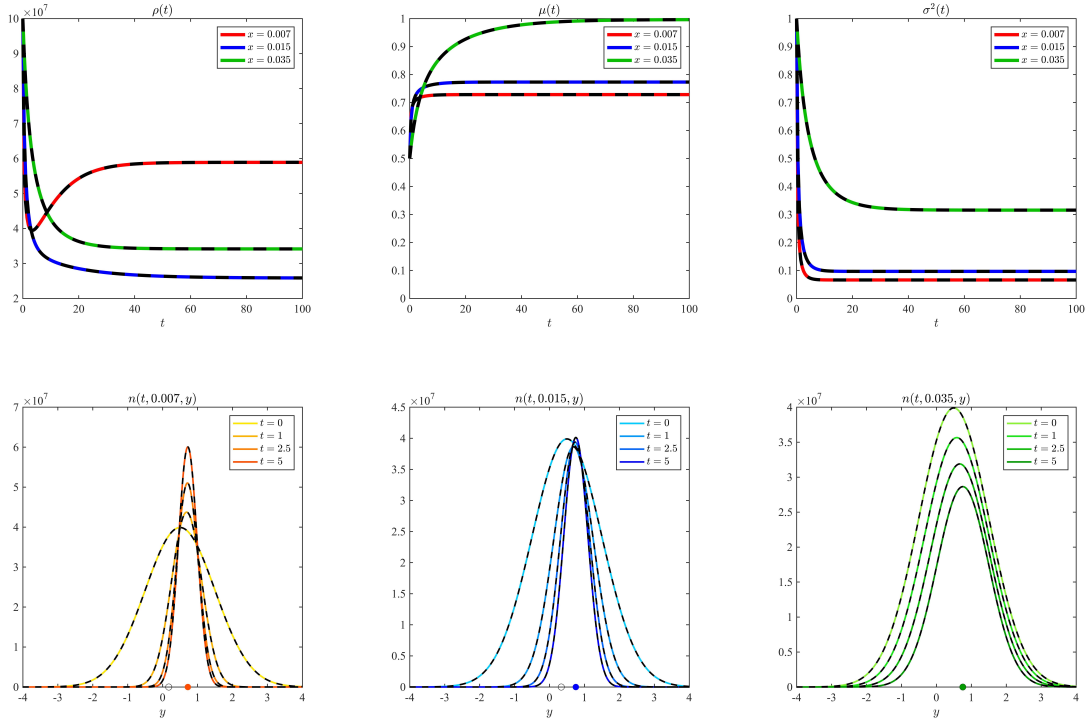 ρ(t)
×10⁷
10
9
8
7
6
5
4
3
2
0 20 40 60 80 100
t
x = 0.007
x = 0.015
x = 0.035
μ(t)
1
0.9
0.8
0.7
0.6
0.5
0.4
0.3
0.2
0.1
0
0 20 40 60 80 100
t
x = 0.007
x = 0.015
x = 0.035
σ²(t)
1
0.9
0.8
0.7
0.6
0.5
0.4
0.3
0.2
0.1
0
0 20 40 60 80 100
t
x = 0.007
x = 0.015
x = 0.035
n(t, 0.007, y)
×10⁷
7
6
5
4
3
2
1
0
-4 -3 -2 -1 0 1 2 3 4
y
t = 0
t = 1
t = 2.5
t = 5
n(t, 0.015, y)
×10⁷
4.5
4
3.5
3
2.5
2
1.5
1
0.5
0
-4 -3 -2 -1 0 1 2 3 4
y
t = 0
t = 1
t = 2.5
t = 5
n(t, 0.035, y)
×10⁷
4
3.5
3
2.5
2
1.5
1
0.5
0
-4 -3 -2 -1 0 1 2 3 4
y
t = 0
t = 1
t = 2.5
t = 5